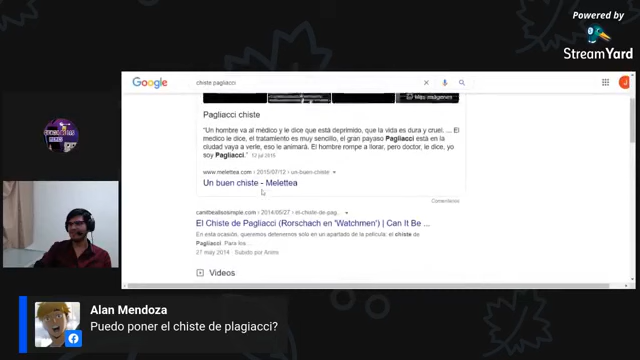 Powered by
StreamYard
Google
chiste pagliacci
Más imágenes
Pagliacci chiste
"Un hombre va al médico y le dice que está deprimido, que la vida es dura y cruel. ... El
medico le dice, el tratamiento es muy sencillo, el gran payaso Pagliacci está en la
ciudad vaya a verle, eso le animará. El hombre rompe a llorar, pero doctor, le dice, yo
soy Pagliacci." 12 jul 2015
www.melettea.com › 2015/07/12 › un-buen-chiste
Un buen chiste - Melettea
Comentarios
canitbeallsosimple.com › 2014/05/27 › el-chiste-de-pag...
El Chiste de Pagliacci (Rorschach en 'Watchmen') | Can It Be ...
En esta ocasión, queremos detenernos solo en un apartado de la película: el chiste de
Pagliacci. Para los
21 may 2014 Subido por Anims
Videos
Alan Mendoza
Puedo poner el chiste de plagiacci?